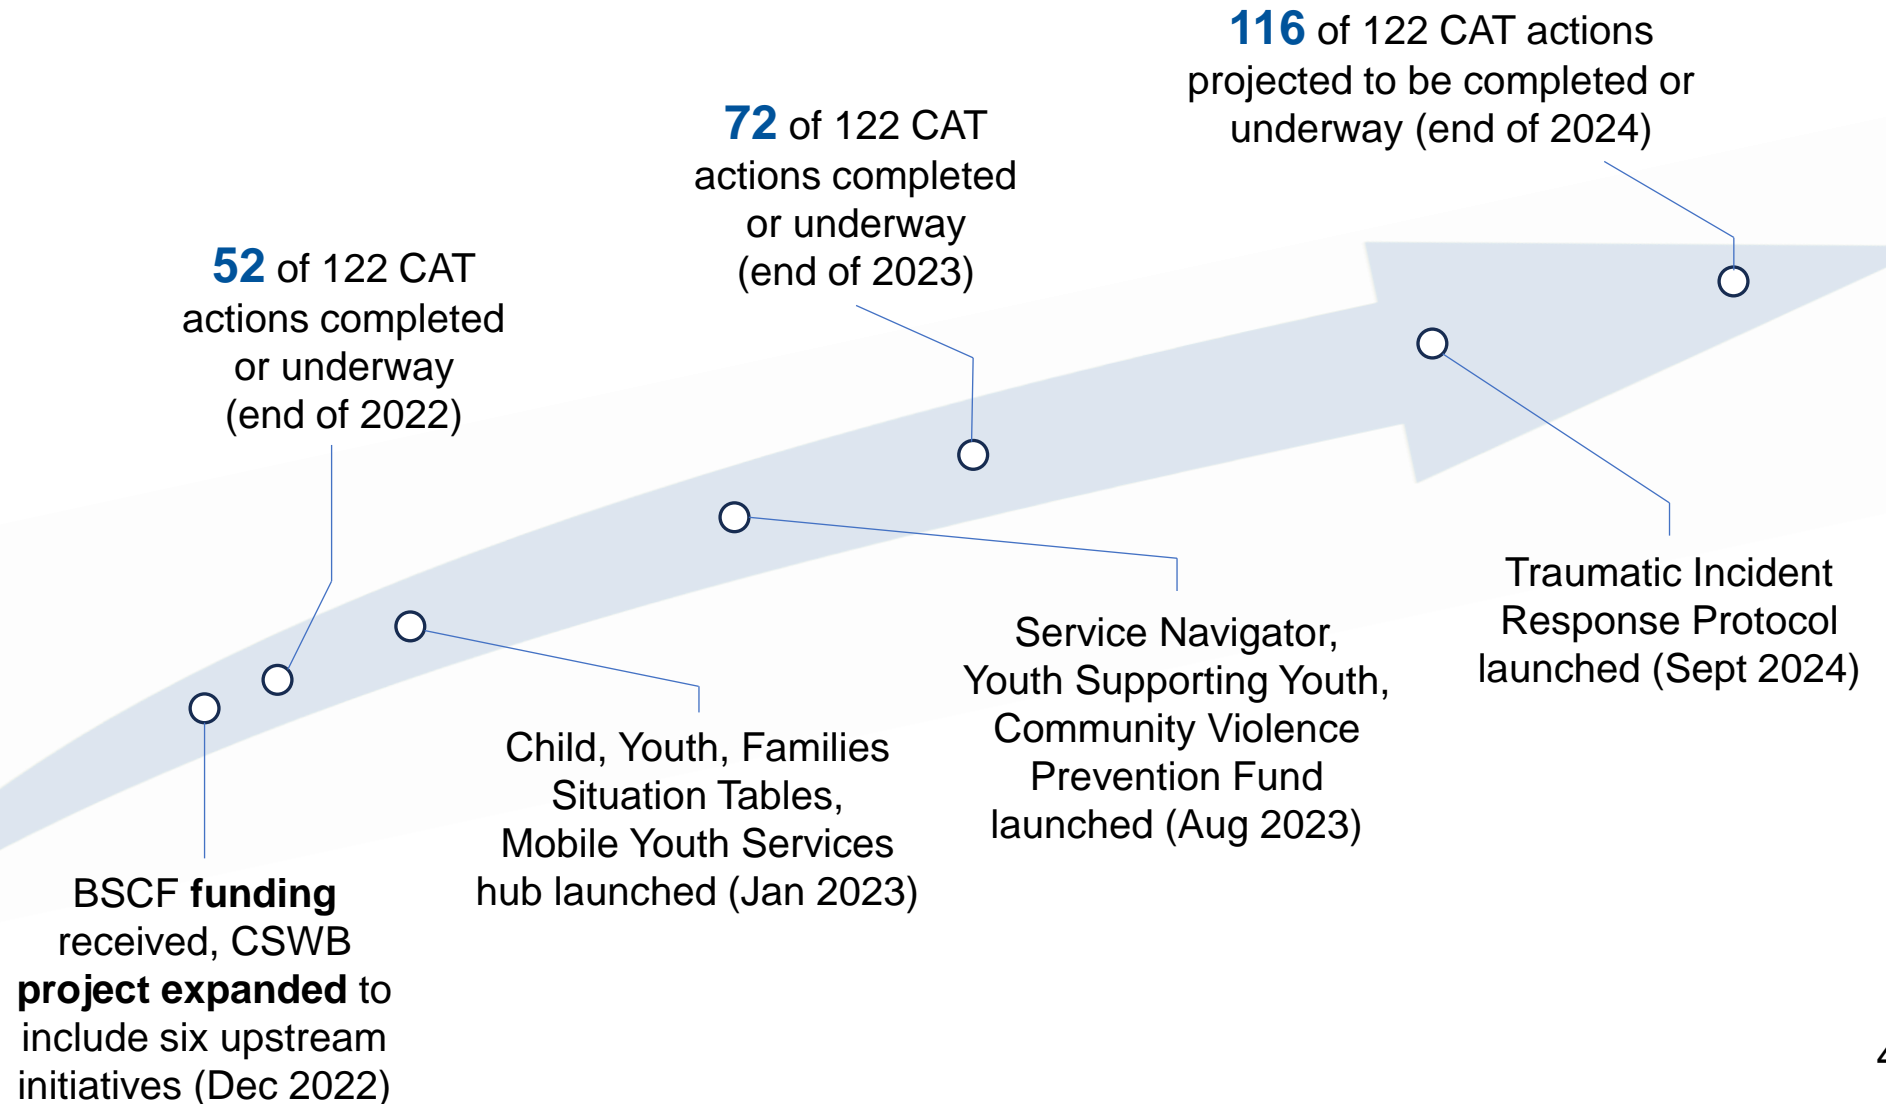 116 of 122 CAT actions
projected to be completed or
underway (end of 2024)
72 of 122 CAT
actions completed
or underway
(end of 2023)
52 of 122 CAT
actions completed
or underway
(end of 2022)
Traumatic Incident
Response Protocol
launched (Sept 2024)
Service Navigator,
Youth Supporting Youth,
Community Violence
Prevention Fund
launched (Aug 2023)
Child, Youth, Families
Situation Tables,
Mobile Youth Services
hub launched (Jan 2023)
BSCF funding
received, CSWB
project expanded to
include six upstream
initiatives (Dec 2022)